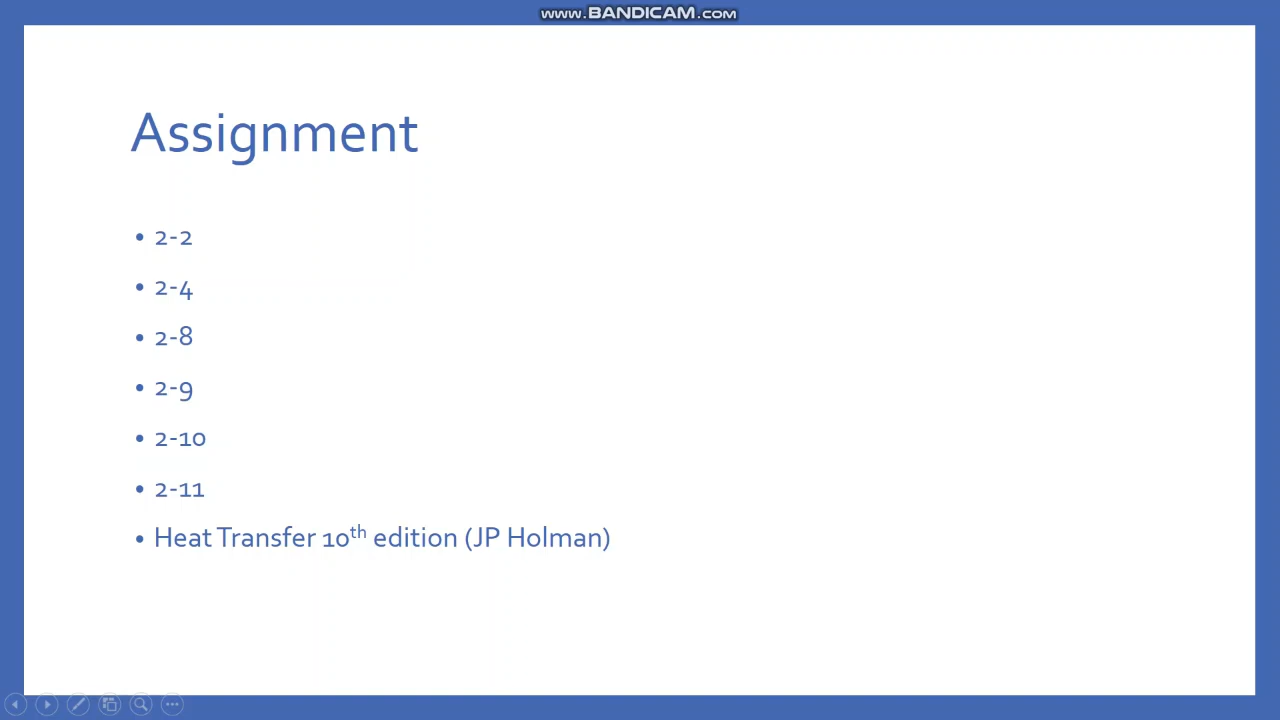 www.BANDICAM.com
Assignment
• 2-2
• 2-4
• 2-8
• 2-9
• 2-10
• 2-11
• Heat Transfer 10th edition (JP Holman)